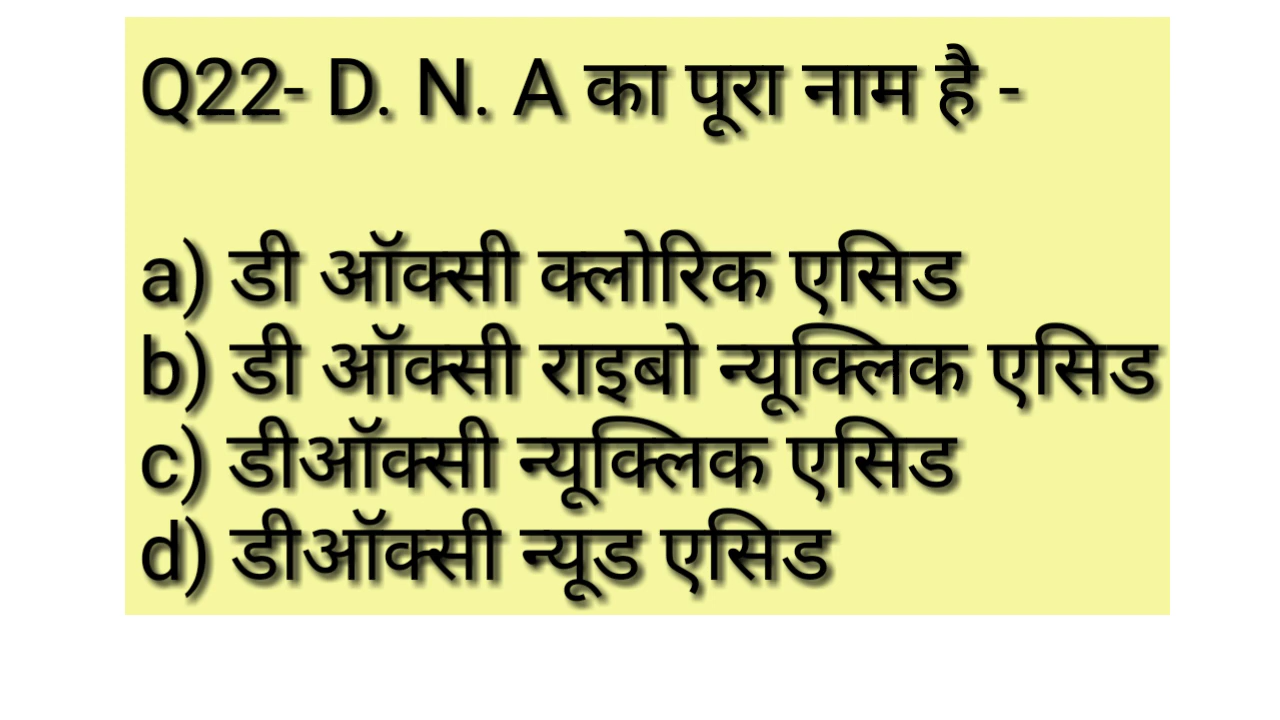 Q22- D. N. A का पूरा नाम है -
a) डी ऑक्सी क्लोरिक एसिड
b) डी ऑक्सी राइबो न्यूक्लिक एसिड
c) डीऑक्सी न्यूक्लिक एसिड
d) डीऑक्सी न्यूड एसिड